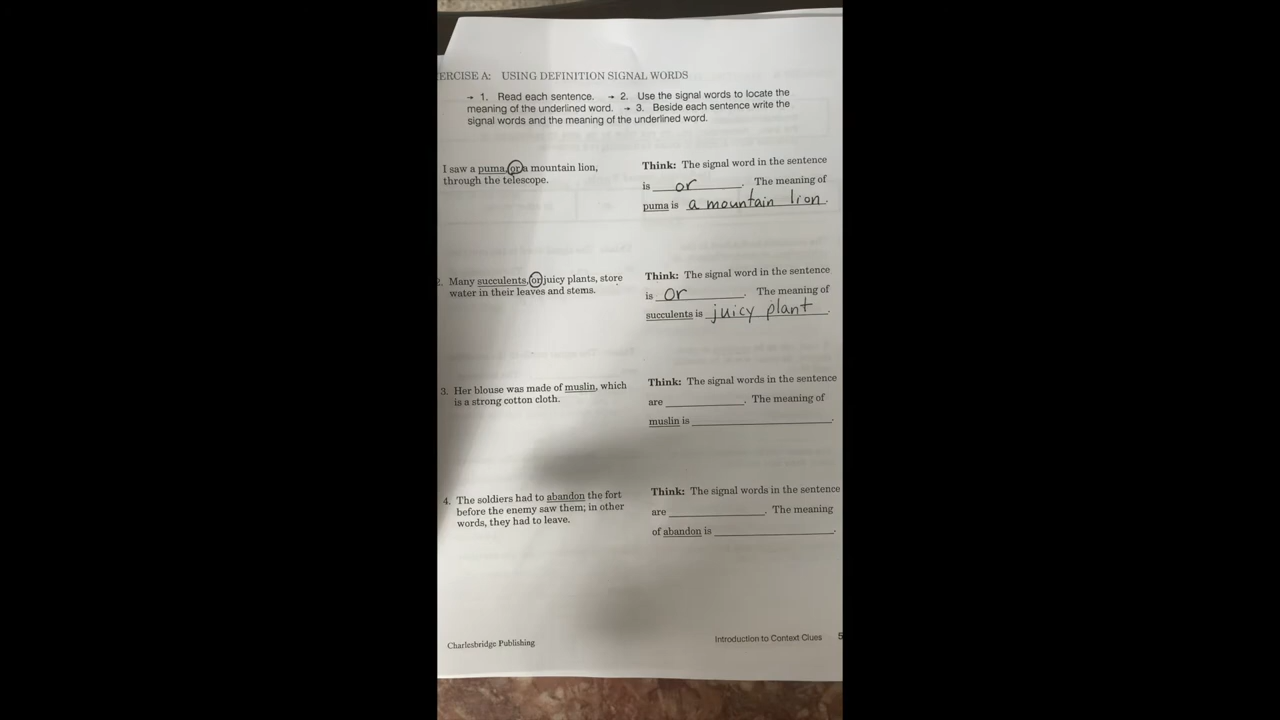 ERCISE A: USING DEFINITION SIGNAL WORDS
→ 1. Read each sentence. → 2. Use the signal words to locate the
meaning of the underlined word. → 3. Beside each sentence write the
signal words and the meaning of the underlined word.
I saw a puma, or a mountain lion,
through the telescope.
Think: The signal word in the sentence
is or. The meaning of
puma is a mountain lion.
2. Many succulents, or juicy plants, store
water in their leaves and stems.
Think: The signal word in the sentence
is or. The meaning of
succulents is juicy plant.
3. Her blouse was made of muslin, which
is a strong cotton cloth.
Think: The signal words in the sentence
are ____________. The meaning of
muslin is ____________.
4. The soldiers had to abandon the fort
before the enemy saw them; in other
words, they had to leave.
Think: The signal words in the sentence
are ____________. The meaning
of abandon is ____________.
Charlesbridge Publishing
Introduction to Context Clues 5